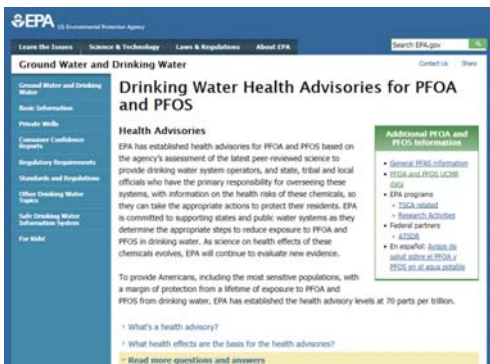 EPA US Environmental Protection Agency
Learn the Issues Science & Technology Laws & Regulations About EPA
Search EPA.gov
Ground Water and Drinking Water
Contact Us Share
Ground Water and Drinking
Water
Basic Information
Private Wells
Consumer Confidence
Reports
Regulatory Requirements
Standards and Regulations
Other Drinking Water
Topics
Safe Drinking Water
Information System
For Kids!
Drinking Water Health Advisories for PFOA
and PFOS
Health Advisories
EPA has established health advisories for PFOA and PFOS based on
the agency's assessment of the latest peer-reviewed science to
provide drinking water system operators, and state, tribal and local
officials who have the primary responsibility for overseeing these
systems, with information on the health risks of these chemicals, so
they can take the appropriate actions to protect their residents. EPA
is committed to supporting states and public water systems as they
determine the appropriate steps to reduce exposure to PFOA and
PFOS in drinking water. As science on health effects of these
chemicals evolves, EPA will continue to evaluate new evidence.
To provide Americans, including the most sensitive populations, with
a margin of protection from a lifetime of exposure to PFOA and
PFOS from drinking water, EPA has established the health advisory levels at 70 parts per trillion.
What's a health advisory?
What health effects are the basis for the health advisories?
Read more questions and answers
Additional PFOA and
PFOS Information
General PFAS information
PFOA and PFOS UCMR
data
EPA programs
TSCA related
Research Activities
Federal partners
ATSDR
En español: Avisos de
salud sobre el PFOA y
PFOS en el agua potable